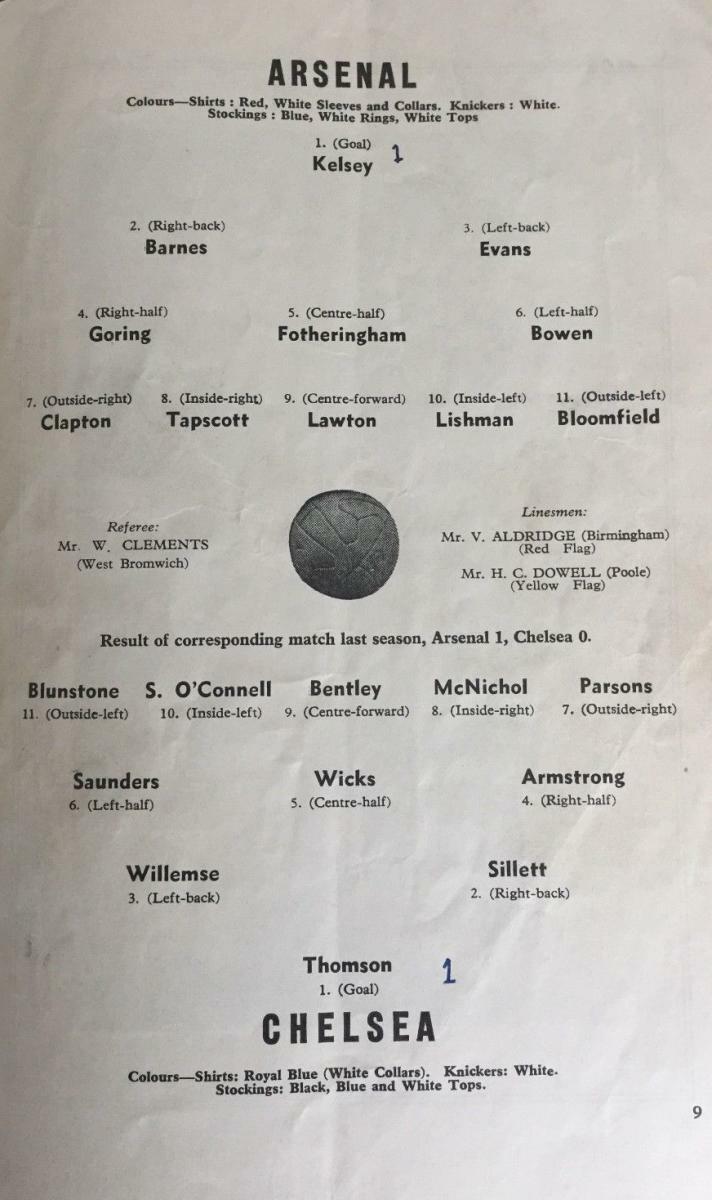 ARSENAL
Colours—Shirts : Red, White Sleeves and Collars. Knickers : White.
Stockings : Blue, White Rings, White Tops
1. (Goal)
Kelsey 1
2. (Right-back) 3. (Left-back)
Barnes Evans
4. (Right-half) 5. (Centre-half) 6. (Left-half)
Goring Fotheringham Bowen
7. (Outside-right) 8. (Inside-right) 9. (Centre-forward) 10. (Inside-left) 11. (Outside-left)
Clapton Tapscott Lawton Lishman Bloomfield
Referee:
Mr. W. CLEMENTS
(West Bromwich)
Linesmen:
Mr. V. ALDRIDGE (Birmingham)
(Red Flag)
Mr. H. C. DOWELL (Poole)
(Yellow Flag)
Result of corresponding match last season, Arsenal 1, Chelsea 0.
Blunstone S. O'Connell Bentley McNichol Parsons
11. (Outside-left) 10. (Inside-left) 9. (Centre-forward) 8. (Inside-right) 7. (Outside-right)
Saunders Wicks Armstrong
6. (Left-half) 5. (Centre-half) 4. (Right-half)
Willemse Sillett
3. (Left-back) 2. (Right-back)
Thomson 1
1. (Goal)
CHELSEA
Colours—Shirts: Royal Blue (White Collars). Knickers: White.
Stockings: Black, Blue and White Tops.
9